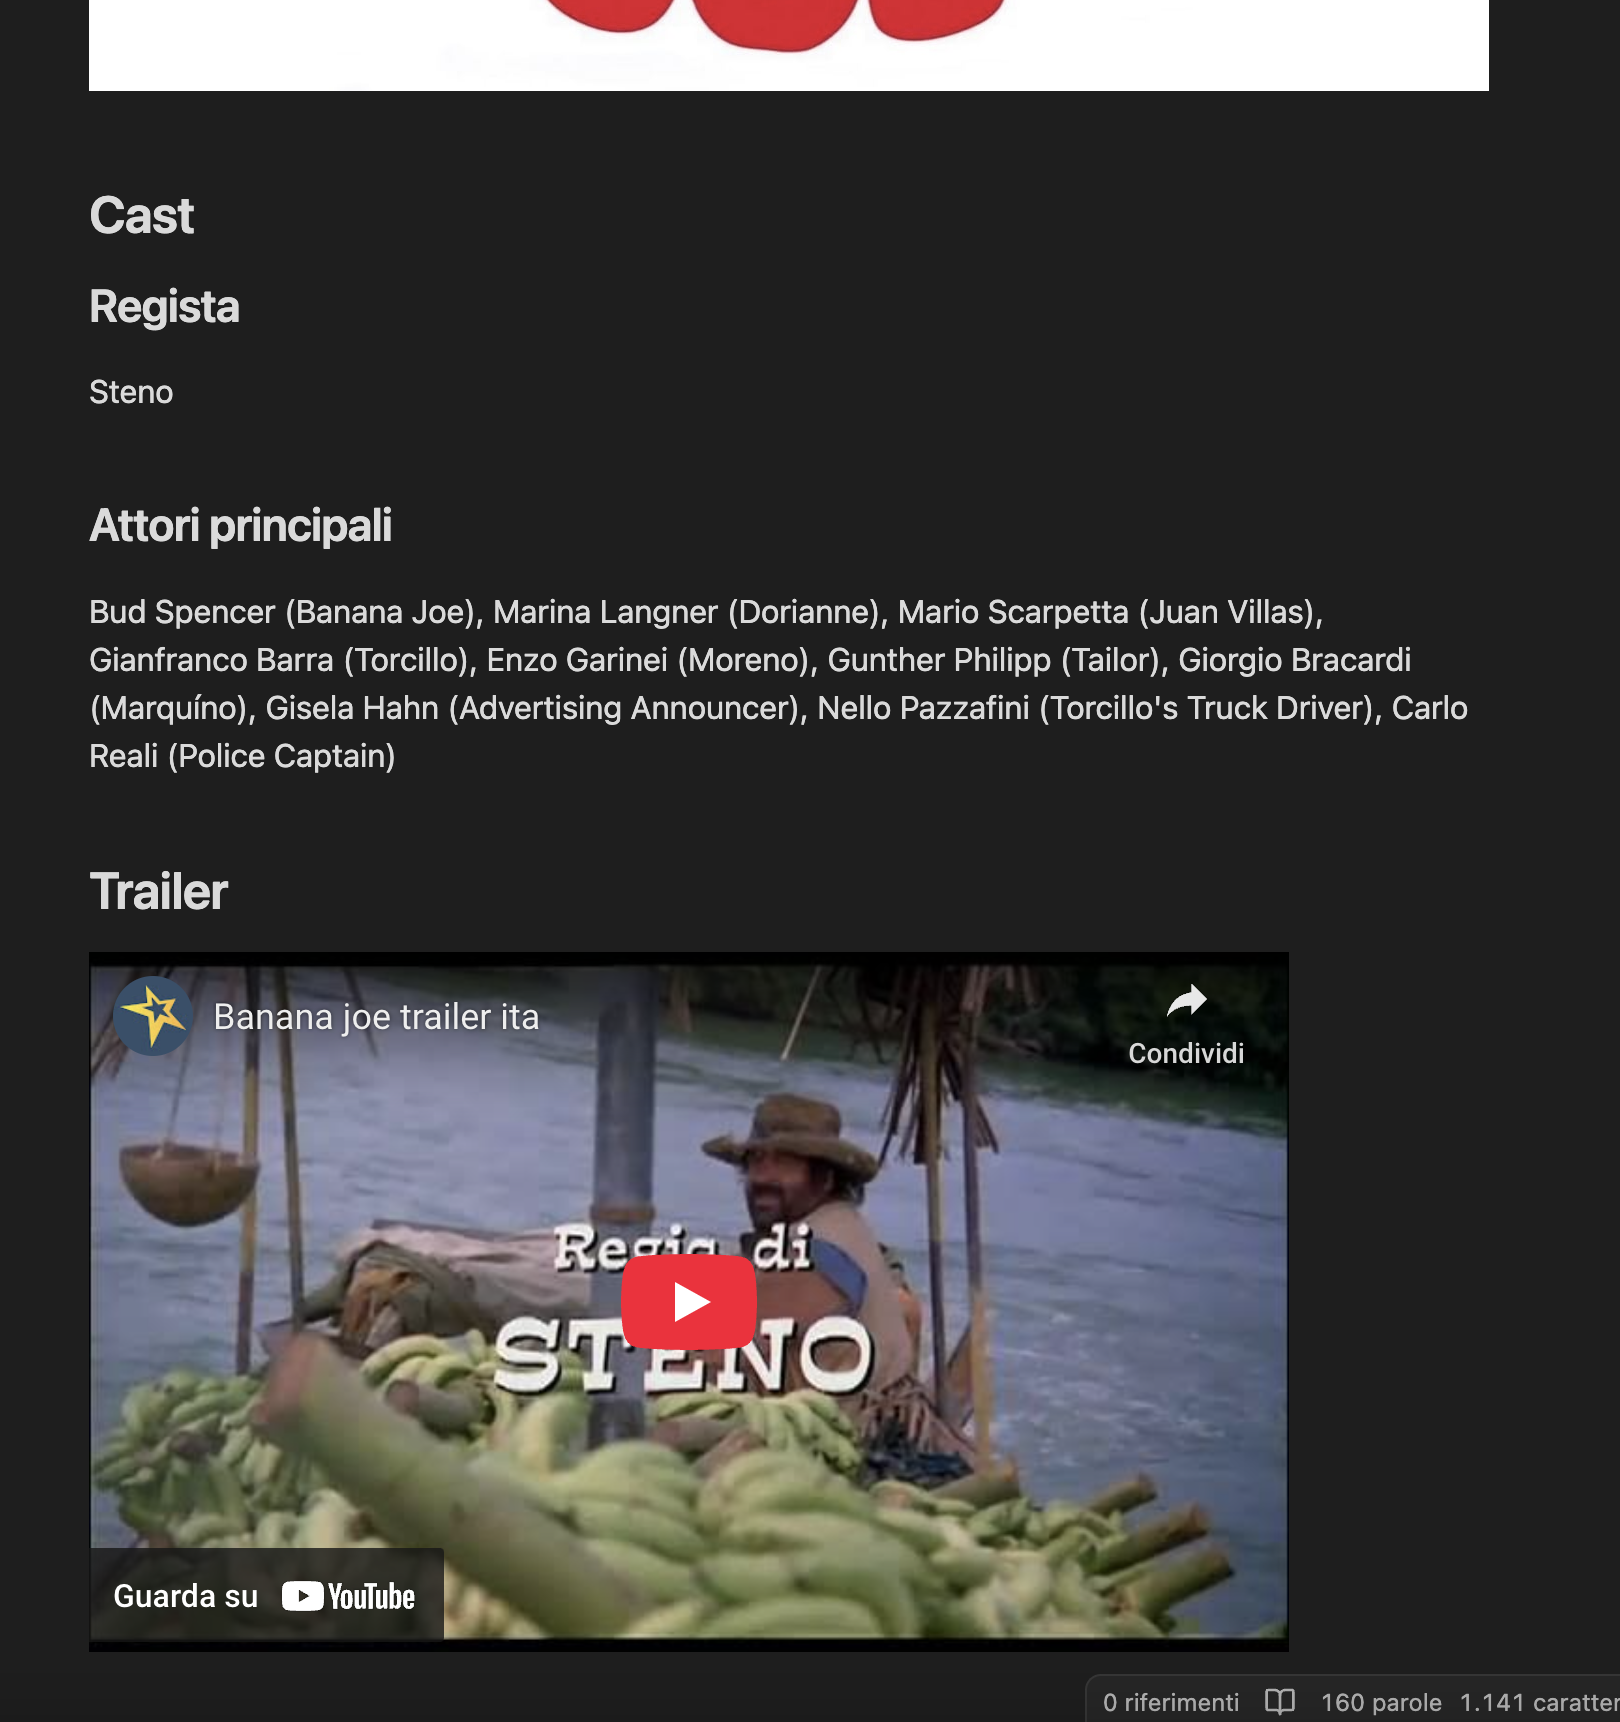 Cast
Regista
Steno
Attori principali
Bud Spencer (Banana Joe), Marina Langner (Dorianne), Mario Scarpetta (Juan Villas),
Gianfranco Barra (Torcillo), Enzo Garinei (Moreno), Gunther Philipp (Tailor), Giorgio Bracardi
(Marquíno), Gisela Hahn (Advertising Announcer), Nello Pazzafini (Torcillo's Truck Driver), Carlo
Reali (Police Captain)
Trailer
Banana joe trailer ita
Condividi
Regia di
STENO
Guarda su YouTube
0 riferimenti 160 parole 1.141 caratter